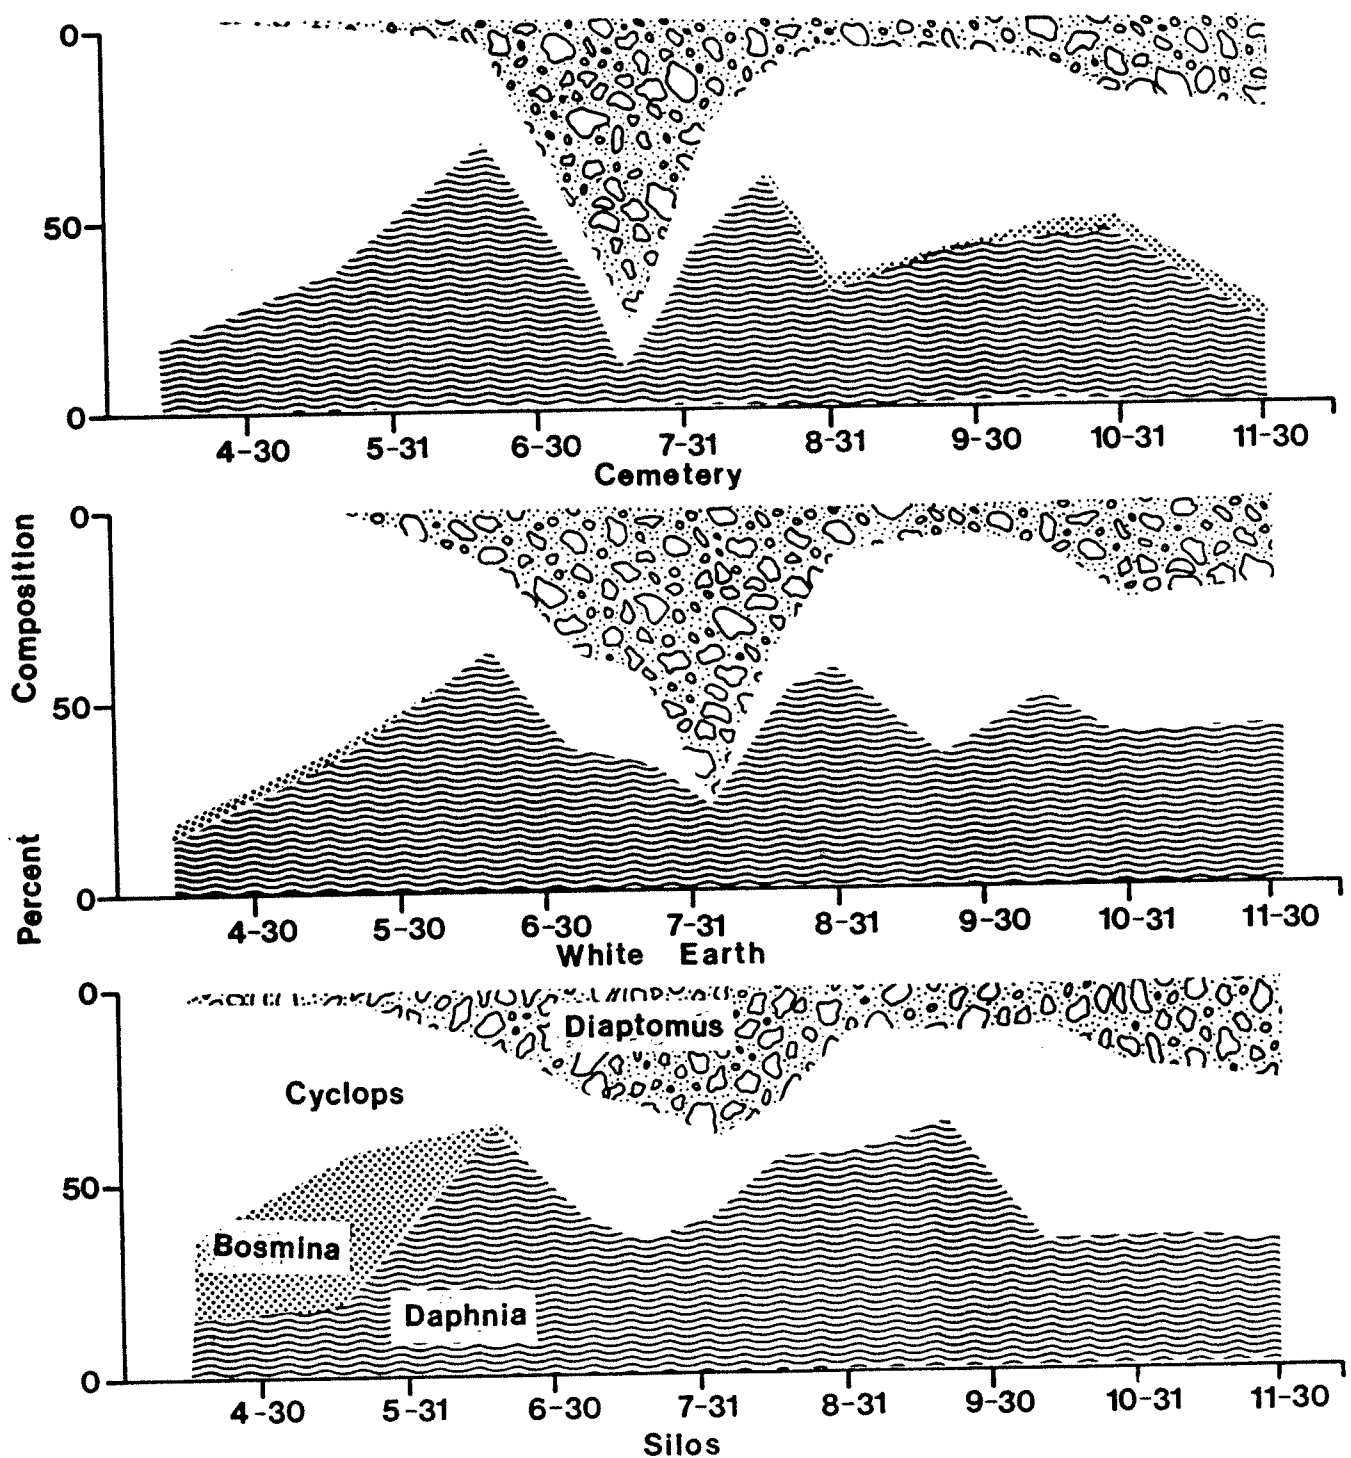 0
50
0
4-30 5-31 6-30 7-31 8-31 9-30 10-31 11-30
Cemetery
Percent Composition
0
50
0
4-30 5-30 6-30 7-31 8-31 9-30 10-31 11-30
White Earth
0
Diaptomus
Cyclops
50
Bosmina
Daphnia
0
4-30 5-31 6-30 7-31 8-31 9-30 10-31 11-30
Silos